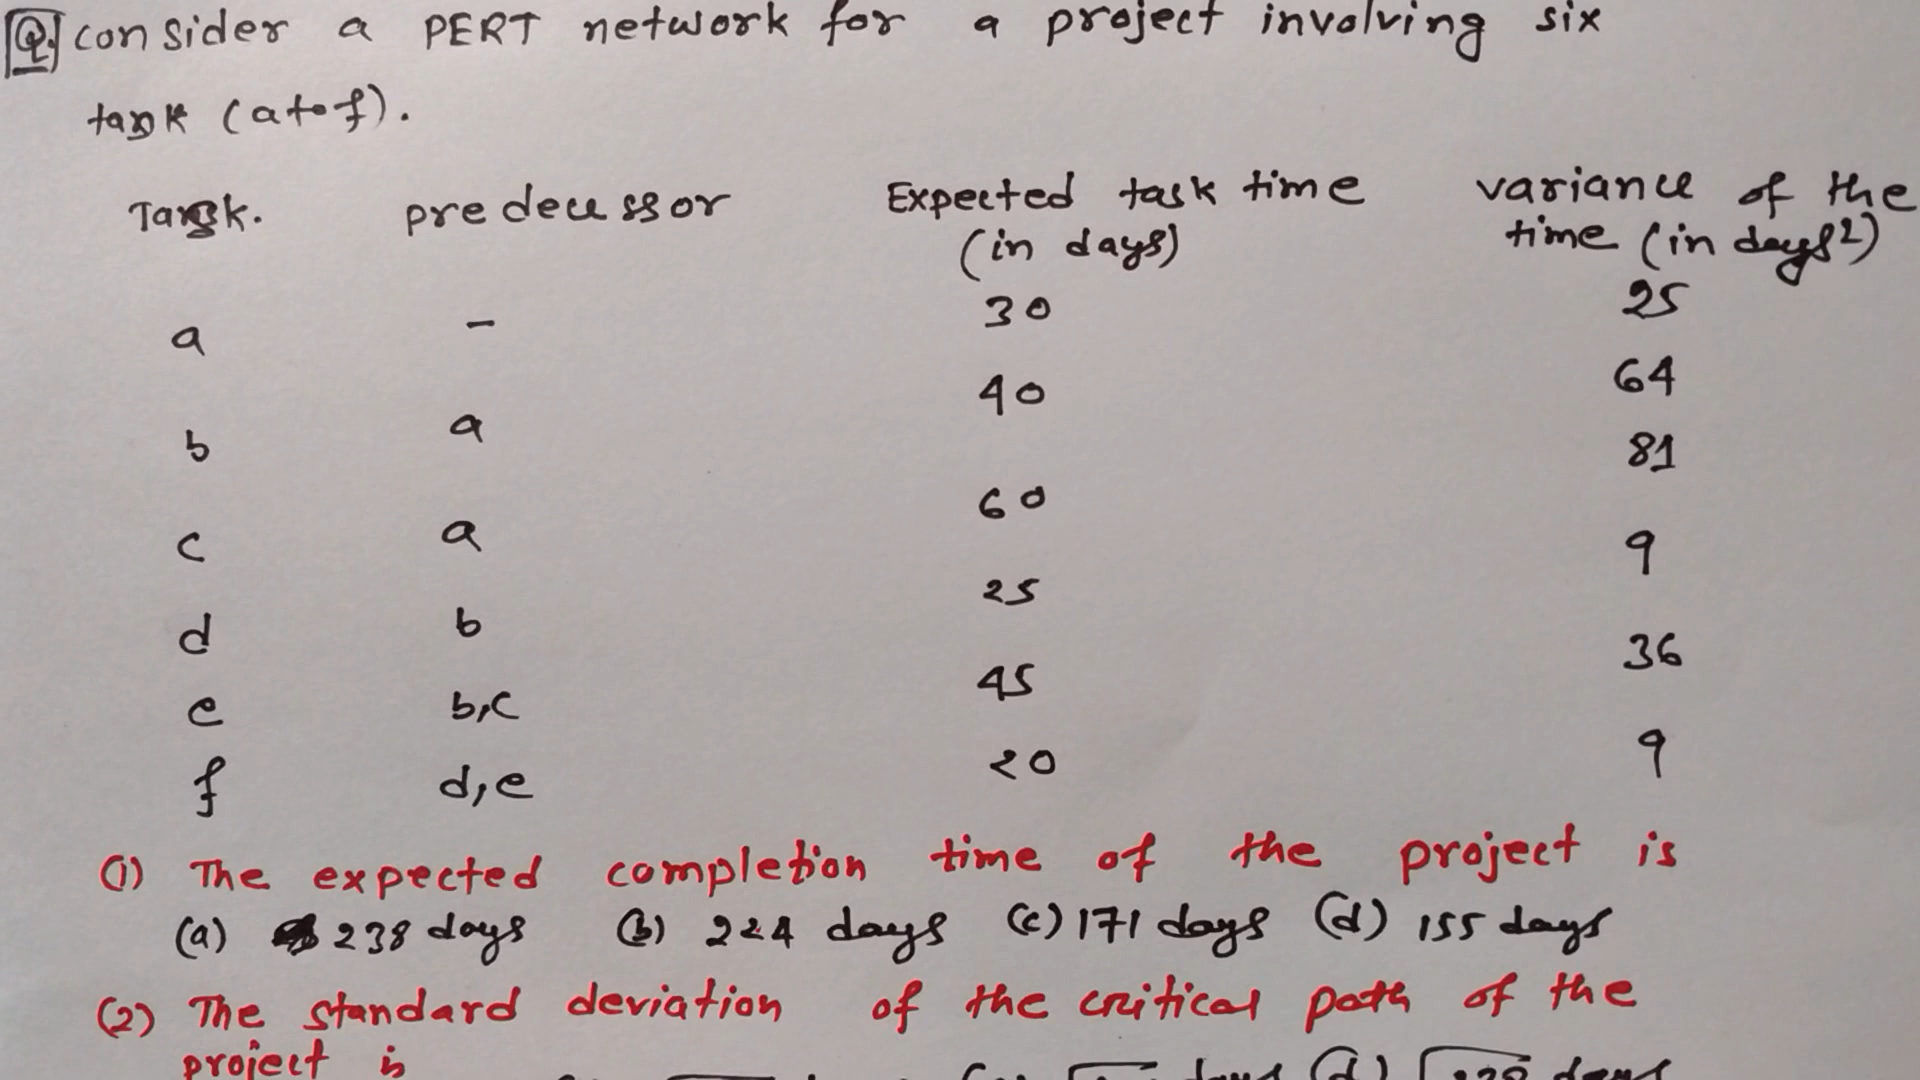 Q. consider a PERT network for a project involving six
task (a to f).
Task. predecessor Expected task time variance of the
(in days) time (in days²)
a - 30 25
b a 40 64
c a 60 81
d b 25 9
e b,c 45 36
f d,e 20 9
(1) The expected completion time of the project is
(a) 238 days (b) 224 days (c) 171 days (d) 155 days
(2) The standard deviation of the critical path of the
project is
days (d) days